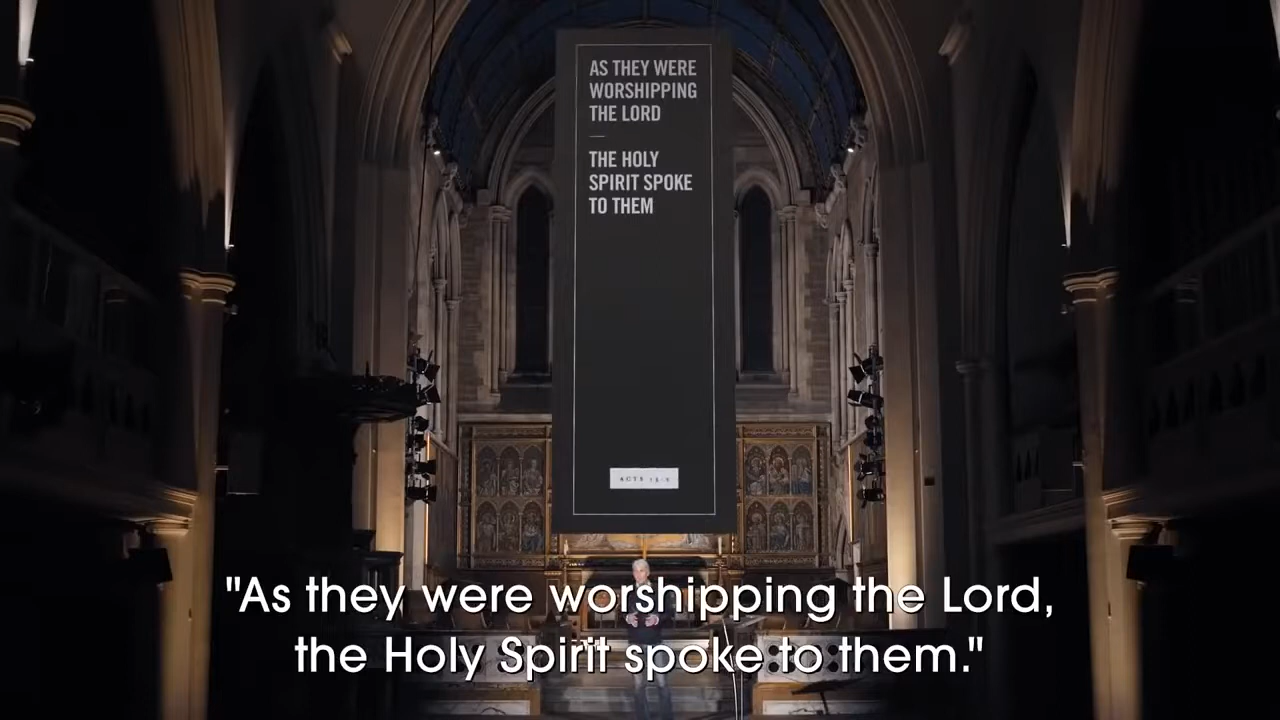 AS THEY WERE
WORSHIPPING
THE LORD
THE HOLY
SPIRIT SPOKE
TO THEM
ACTS
"As they were worshipping the Lord,
the Holy Spirit spoke to them."